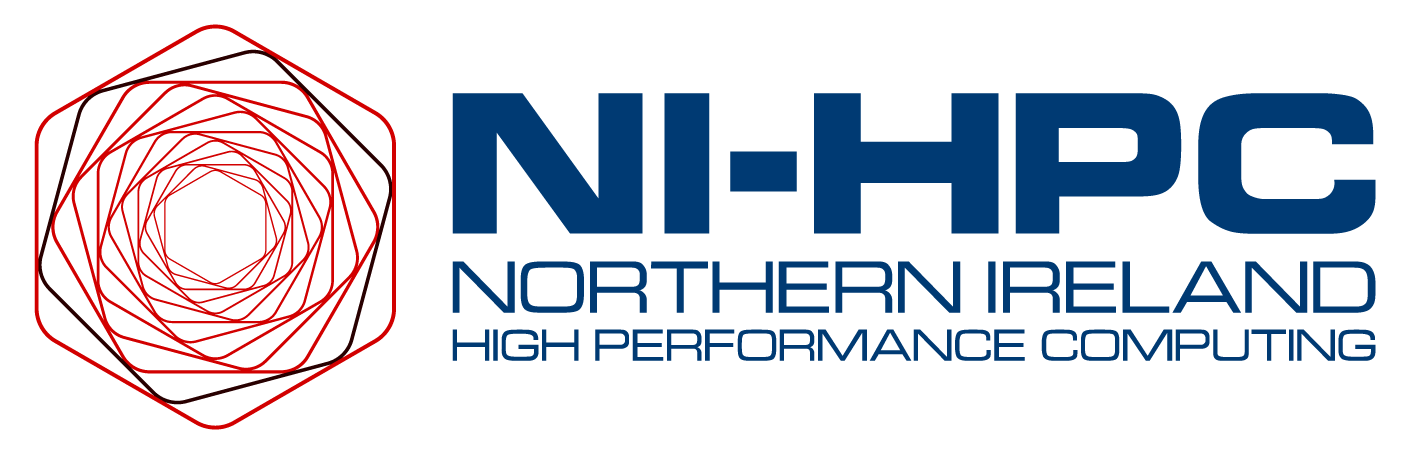 NI-HPC
NORTHERN IRELAND
HIGH PERFORMANCE COMPUTING